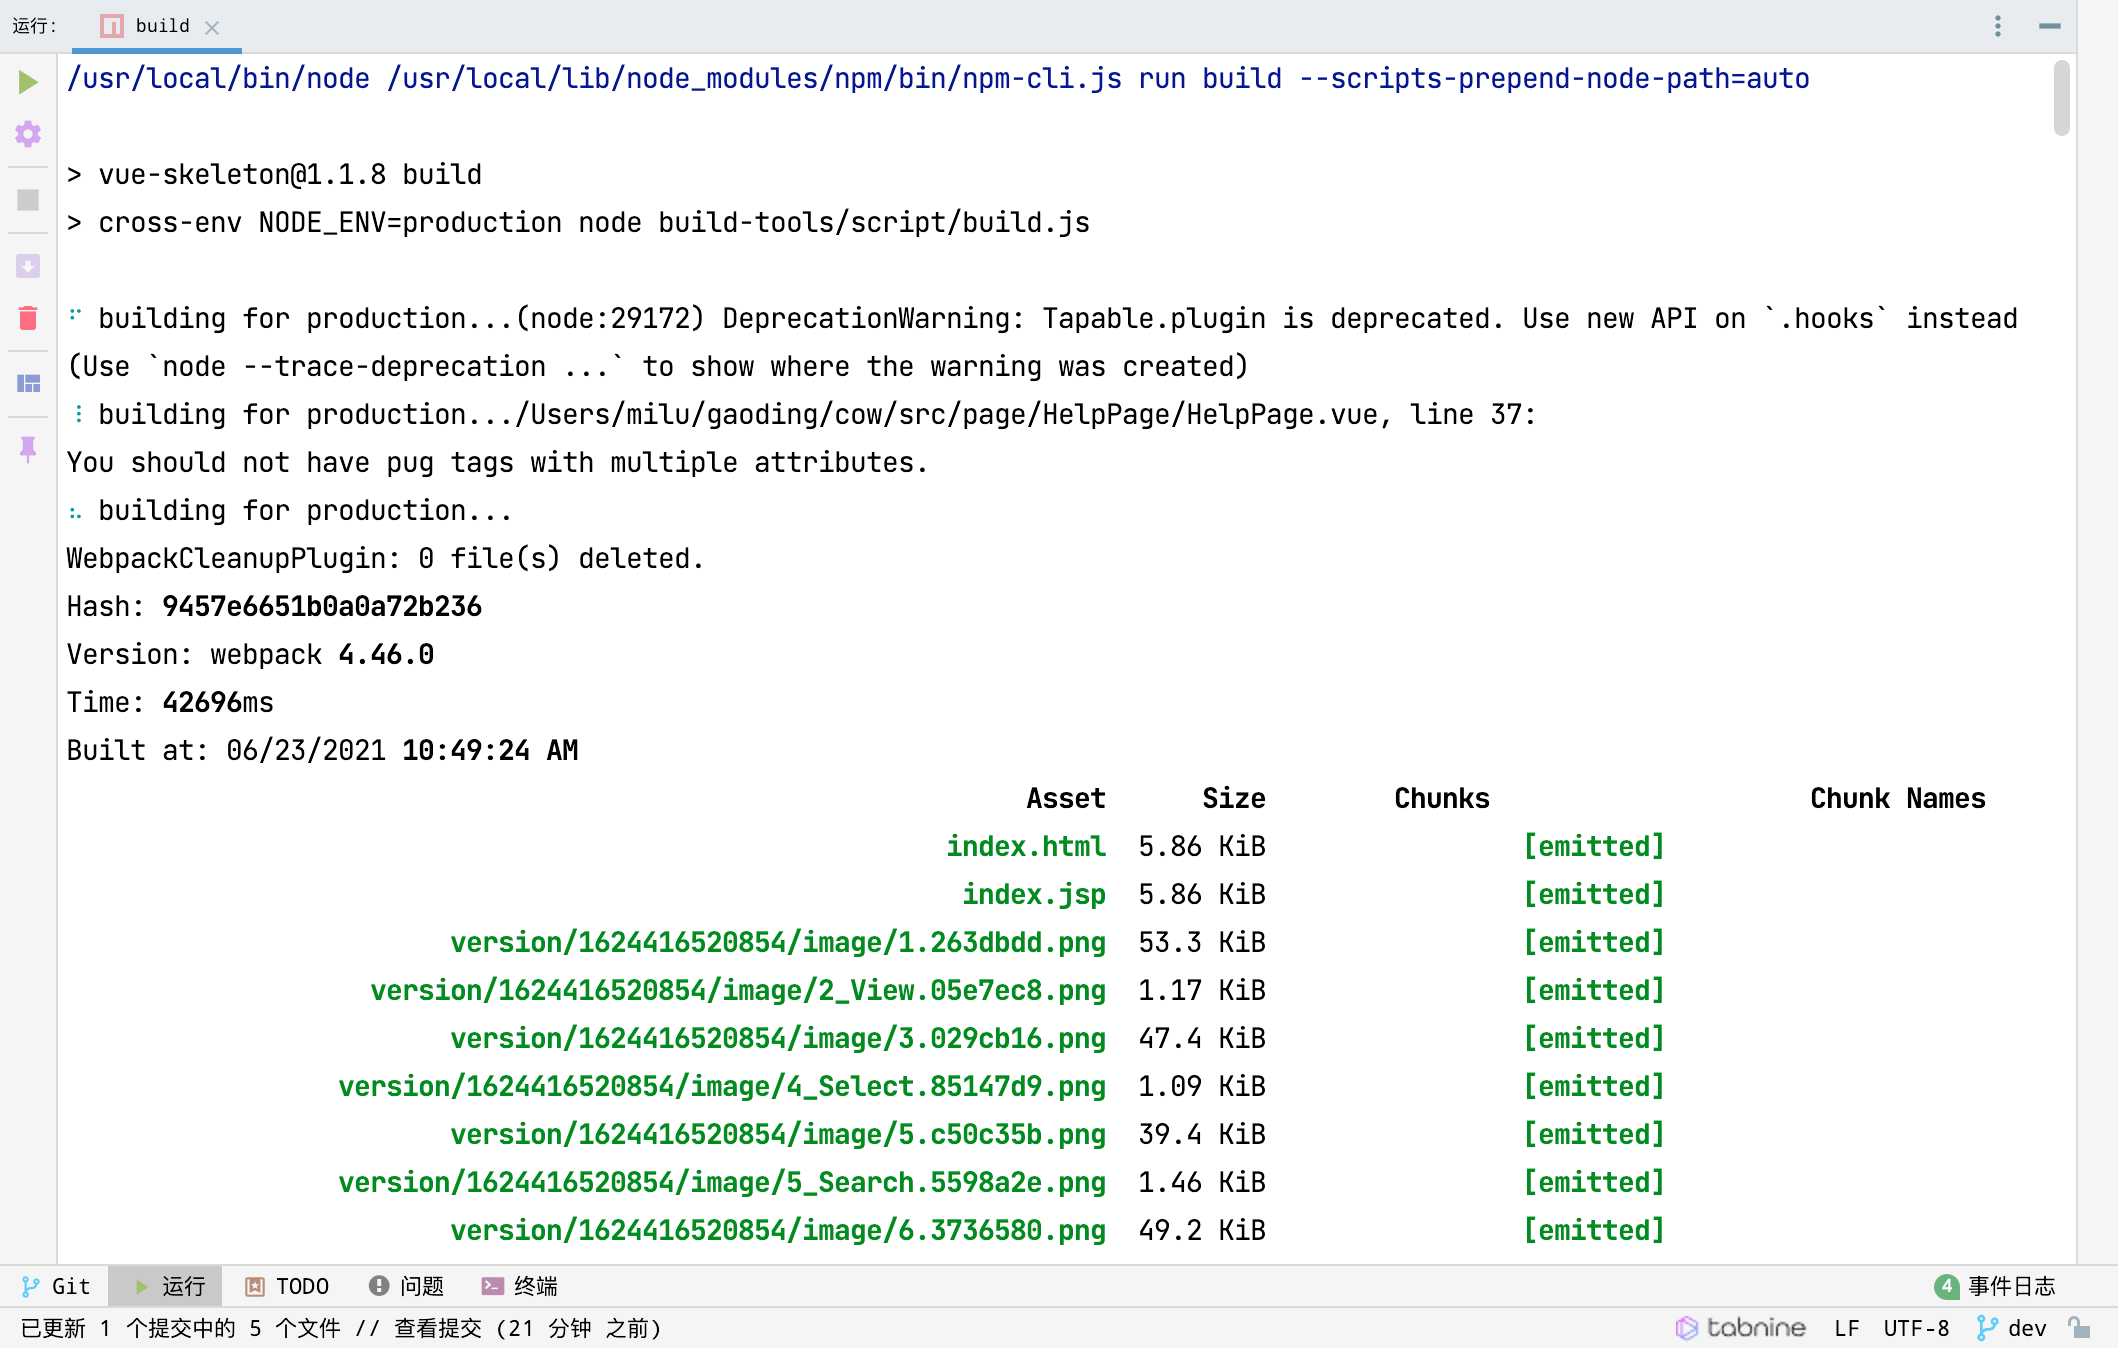 运行:
build
/usr/local/bin/node /usr/local/lib/node_modules/npm/bin/npm-cli.js run build --scripts-prepend-node-path=auto
> vue-skeleton@1.1.8 build
> cross-env NODE_ENV=production node build-tools/script/build.js
⠋ building for production...(node:29172) DeprecationWarning: Tapable.plugin is deprecated. Use new API on `.hooks` instead
(Use `node --trace-deprecation ...` to show where the warning was created)
⠸ building for production.../Users/milu/gaoding/cow/src/page/HelpPage/HelpPage.vue, line 37:
You should not have pug tags with multiple attributes.
⠦ building for production...
WebpackCleanupPlugin: 0 file(s) deleted.
Hash: 9457e6651b0a0a72b236
Version: webpack 4.46.0
Time: 42696ms
Built at: 06/23/2021 10:49:24 AM
Asset Size Chunks Chunk Names
index.html 5.86 KiB [emitted]
index.jsp 5.86 KiB [emitted]
version/1624416520854/image/1.263dbdd.png 53.3 KiB [emitted]
version/1624416520854/image/2_View.05e7ec8.png 1.17 KiB [emitted]
version/1624416520854/image/3.029cb16.png 47.4 KiB [emitted]
version/1624416520854/image/4_Select.85147d9.png 1.09 KiB [emitted]
version/1624416520854/image/5.c50c35b.png 39.4 KiB [emitted]
version/1624416520854/image/5_Search.5598a2e.png 1.46 KiB [emitted]
version/1624416520854/image/6.3736580.png 49.2 KiB [emitted]
Git 运行 TODO 问题 终端 4 事件日志
已更新 1 个提交中的 5 个文件 // 查看提交 (21 分钟 之前) tabnine LF UTF-8 dev